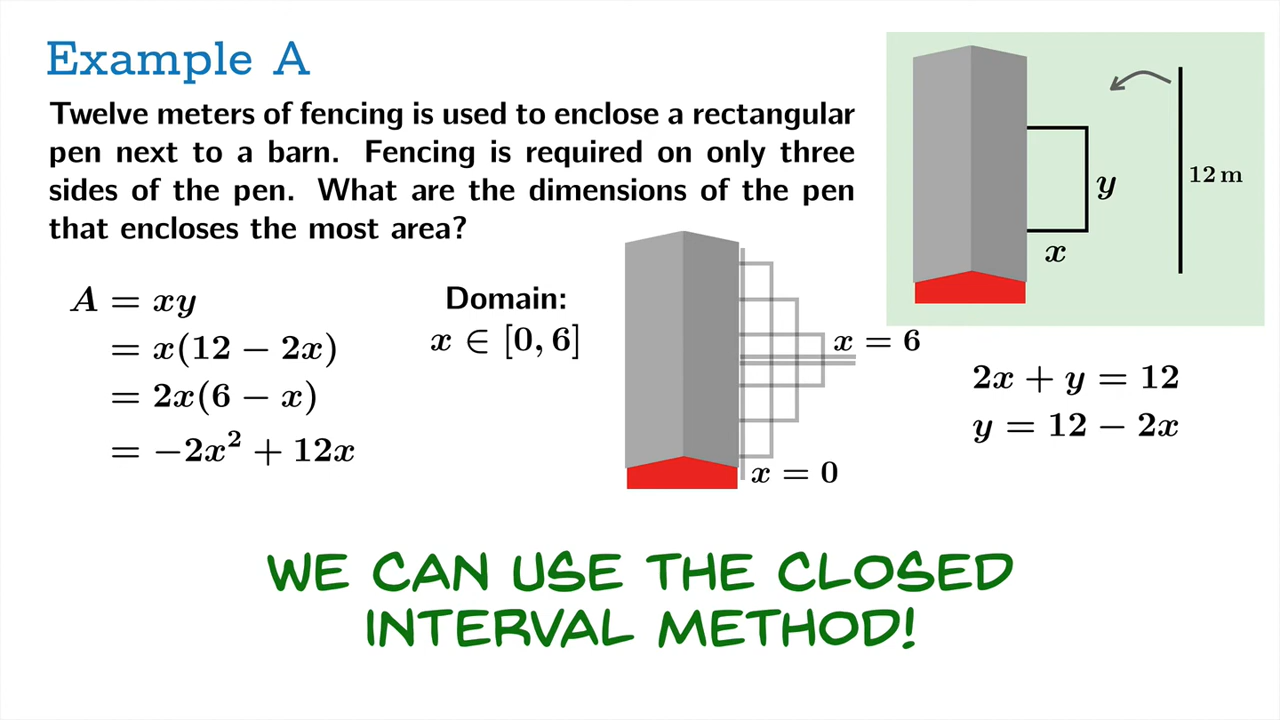 Example A
Twelve meters of fencing is used to enclose a rectangular
pen next to a barn. Fencing is required on only three
sides of the pen. What are the dimensions of the pen
that encloses the most area?
12 m
y
x
A = xy
= x(12 − 2x)
= 2x(6 − x)
= −2x² + 12x
Domain:
x ∈ [0, 6]
x = 6
x = 0
2x + y = 12
y = 12 − 2x
WE CAN USE THE CLOSED
INTERVAL METHOD!